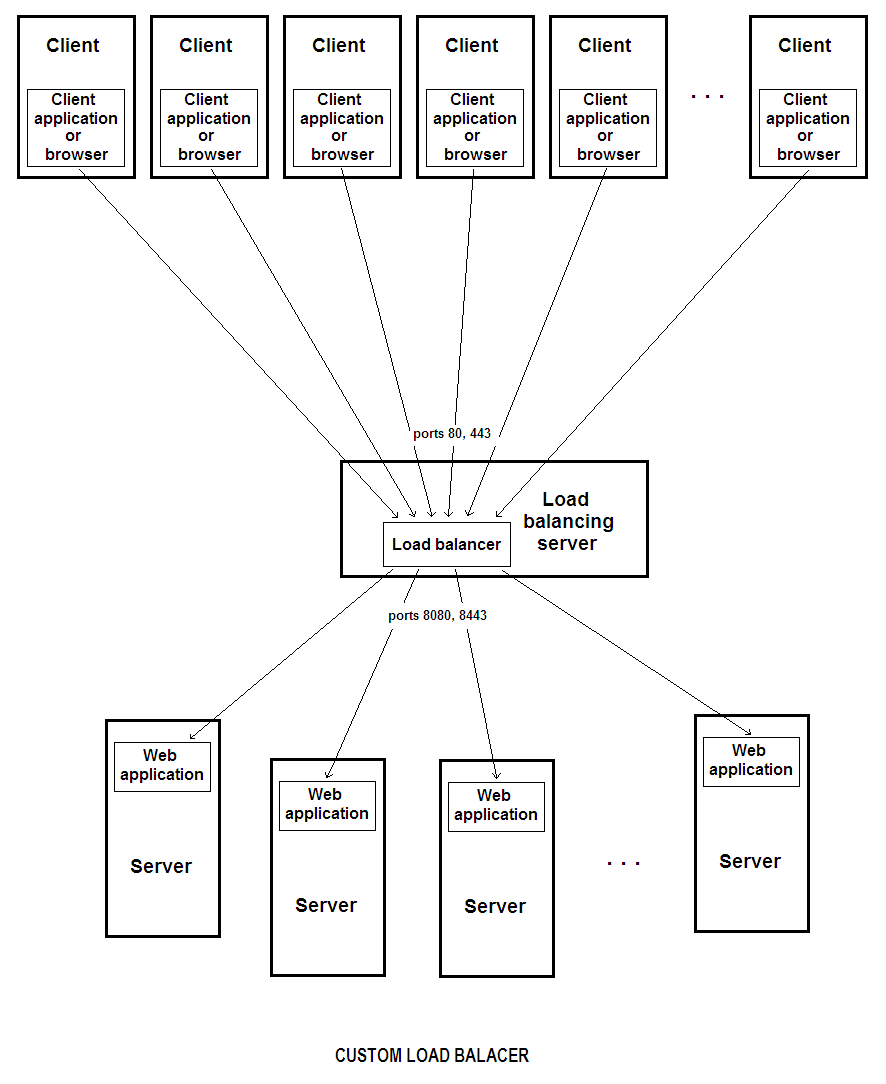 Client
Client
Client
Client
Client
Client
Client
application
or
browser
Client
application
or
browser
Client
application
or
browser
Client
application
or
browser
Client
application
or
browser
. . .
Client
application
or
browser
ports 80, 443
Load
balancing
server
Load balancer
ports 8080, 8443
Web
application
Server
Web
application
Server
Web
application
Server
. . .
Web
application
Server
CUSTOM LOAD BALACER